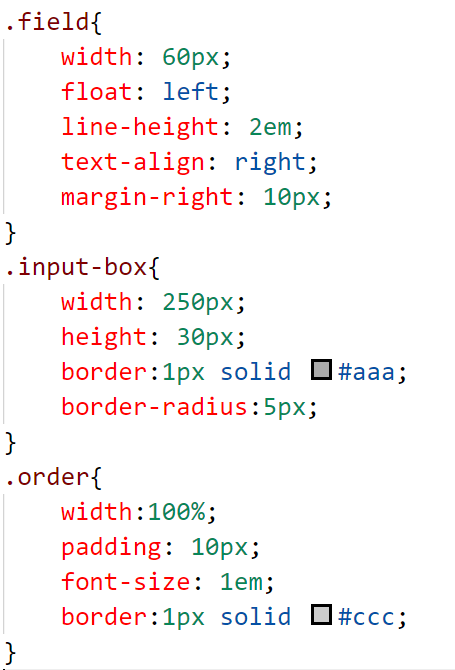 .field{
    width: 60px;
    float: left;
    line-height: 2em;
    text-align: right;
    margin-right: 10px;
}
.input-box{
    width: 250px;
    height: 30px;
    border:1px solid #aaa;
    border-radius:5px;
}
.order{
    width:100%;
    padding: 10px;
    font-size: 1em;
    border:1px solid #ccc;
}